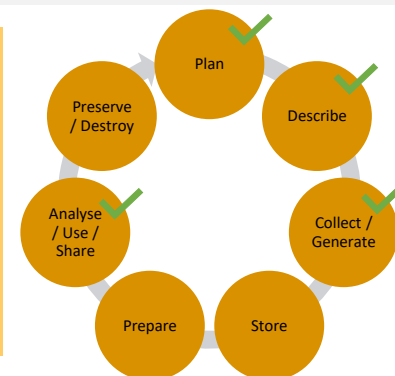 Plan
Describe
Collect /
Generate
Store
Prepare
Analyse
/ Use /
Share
Preserve
/ Destroy